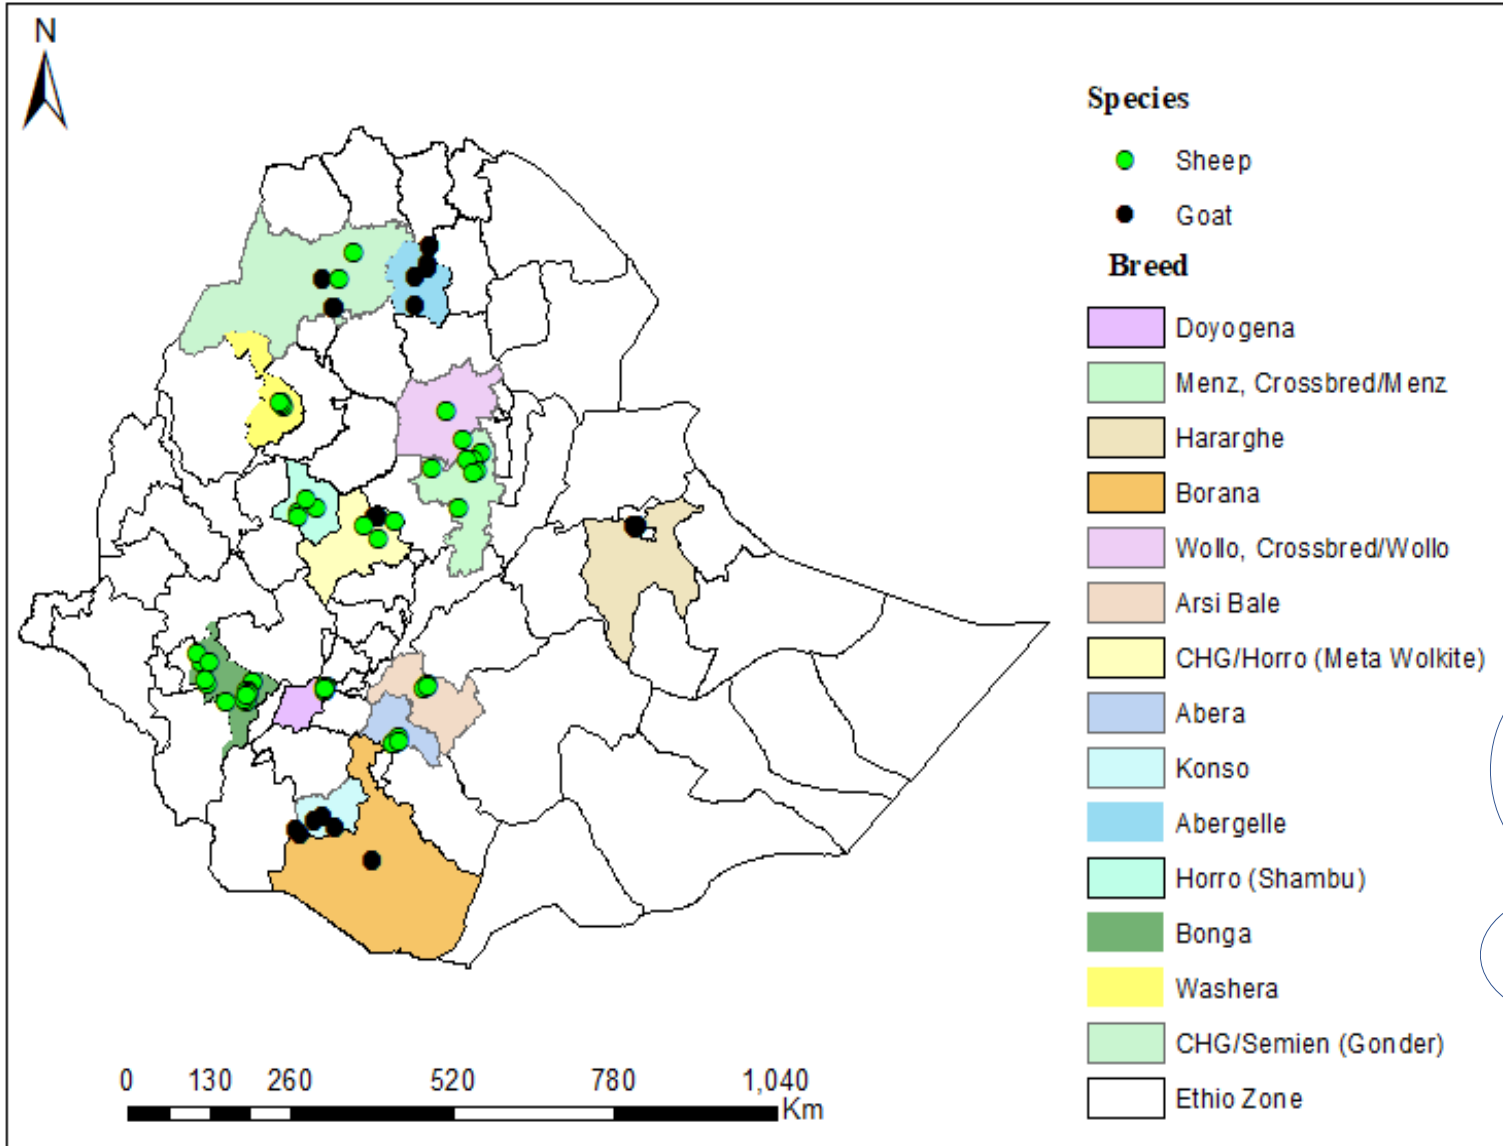 N
Species
Sheep
Goat
Breed
Doyogena
Menz, Crossbred/Menz
Hararghe
Borana
Wollo, Crossbred/Wollo
Arsi Bale
CHG/Horro (Meta Wolkite)
Abera
Konso
Abergelle
Horro (Shambu)
Bonga
Washera
CHG/Semien (Gonder)
Ethio Zone
0 130 260 520 780 1,040
Km